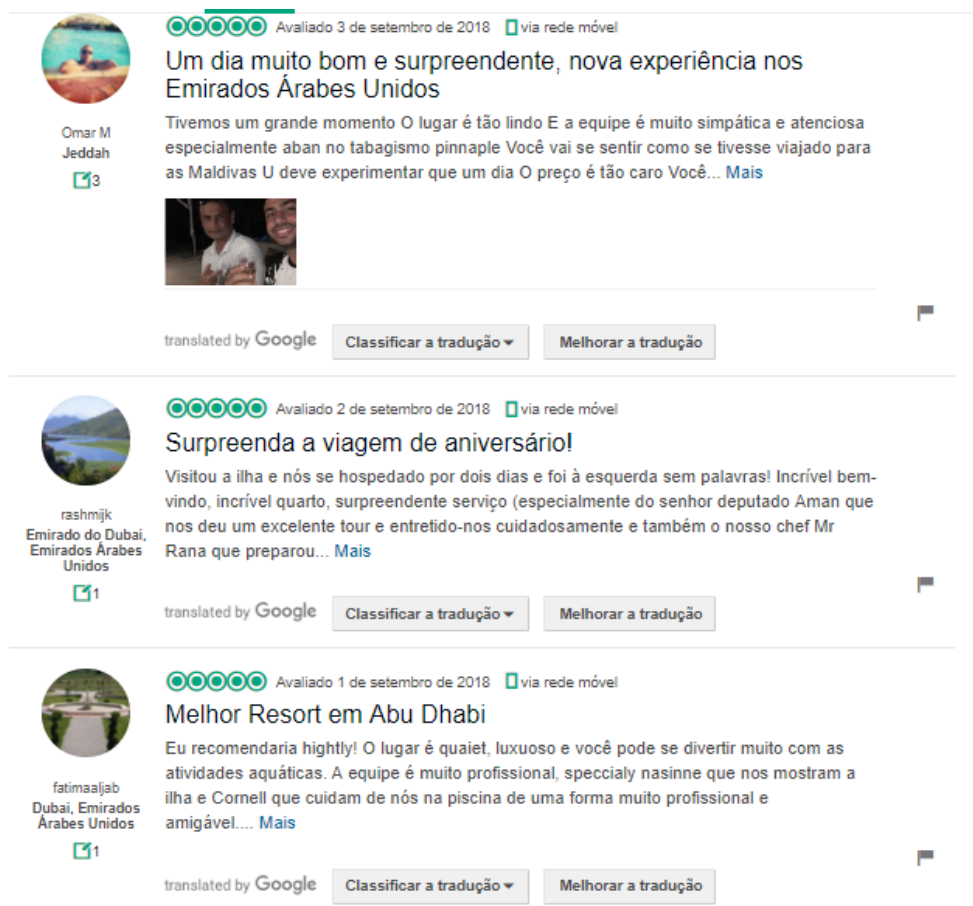 Avaliado 3 de setembro de 2018 via rede móvel
Um dia muito bom e surpreendente, nova experiência nos
Emirados Árabes Unidos
Omar M
Jeddah
3
Tivemos um grande momento O lugar é tão lindo E a equipe é muito simpática e atenciosa
especialmente aban no tabagismo pinnaple Você vai se sentir como se tivesse viajado para
as Maldivas U deve experimentar que um dia O preço é tão caro Você... Mais
translated by Google
Classificar a tradução
Melhorar a tradução
Avaliado 2 de setembro de 2018 via rede móvel
Surpreenda a viagem de aniversário!
rashmijk
Emirado do Dubai,
Emirados Árabes
Unidos
1
Visitou a ilha e nós se hospedado por dois dias e foi à esquerda sem palavras! Incrível bem-
vindo, incrível quarto, surpreendente serviço (especialmente do senhor deputado Aman que
nos deu um excelente tour e entretido-nos cuidadosamente e também o nosso chef Mr
Rana que preparou... Mais
translated by Google
Classificar a tradução
Melhorar a tradução
Avaliado 1 de setembro de 2018 via rede móvel
Melhor Resort em Abu Dhabi
fatimaaljab
Dubai, Emirados
Árabes Unidos
1
Eu recomendaria hightly! O lugar é quaiet, luxuoso e você pode se divertir muito com as
atividades aquáticas. A equipe é muito profissional, speccialy nasinne que nos mostram a
ilha e Cornell que cuidam de nós na piscina de uma forma muito profissional e
amigável.... Mais
translated by Google
Classificar a tradução
Melhorar a tradução